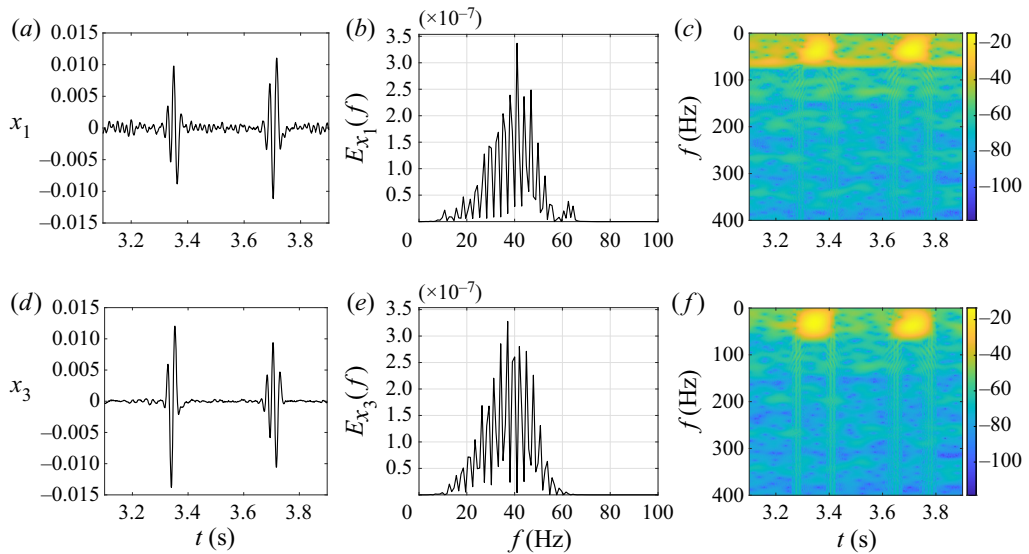 (a)
0.015
0.010
0.005
x1
0
–0.005
–0.010
–0.015
3.2 3.4 3.6 3.8
(b)
(×10–7)
3.5
3.0
2.5
2.0
Ex1(f)
1.5
1.0
0.5
0 20 40 60 80 100
(c)
0
100
f (Hz)
200
300
400
3.2 3.4 3.6 3.8
–20
–40
–60
–80
–100
(d)
0.015
0.010
0.005
x3
0
–0.005
–0.010
–0.015
3.2 3.4 3.6 3.8
t (s)
(e)
(×10–7)
3.5
3.0
2.5
2.0
Ex3(f)
1.5
1.0
0.5
0 20 40 60 80 100
f (Hz)
(f)
0
100
f (Hz)
200
300
400
3.2 3.4 3.6 3.8
t (s)
–20
–40
–60
–80
–100